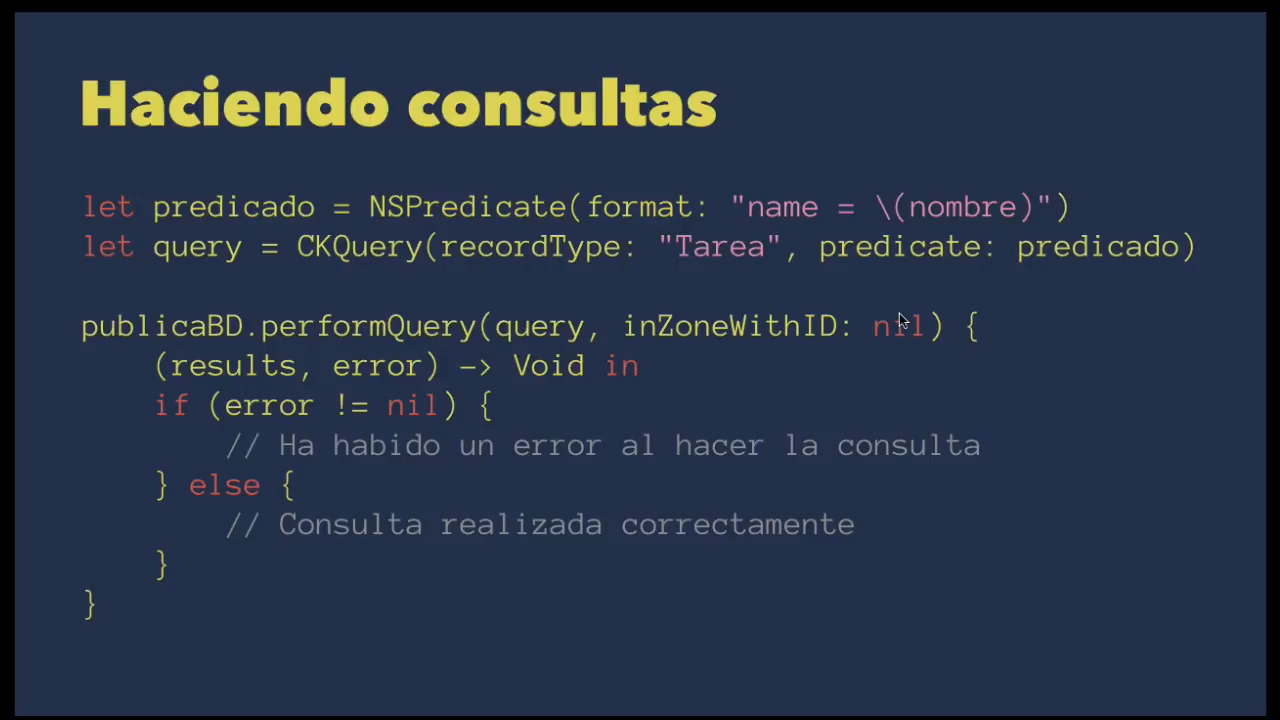 Haciendo consultas
let predicado = NSPredicate(format: "name = \(nombre)")
let query = CKQuery(recordType: "Tarea", predicate: predicado)
publicaBD.performQuery(query, inZoneWithID: nil) {
(results, error) -> Void in
if (error != nil) {
// Ha habido un error al hacer la consulta
} else {
// Consulta realizada correctamente
}
}